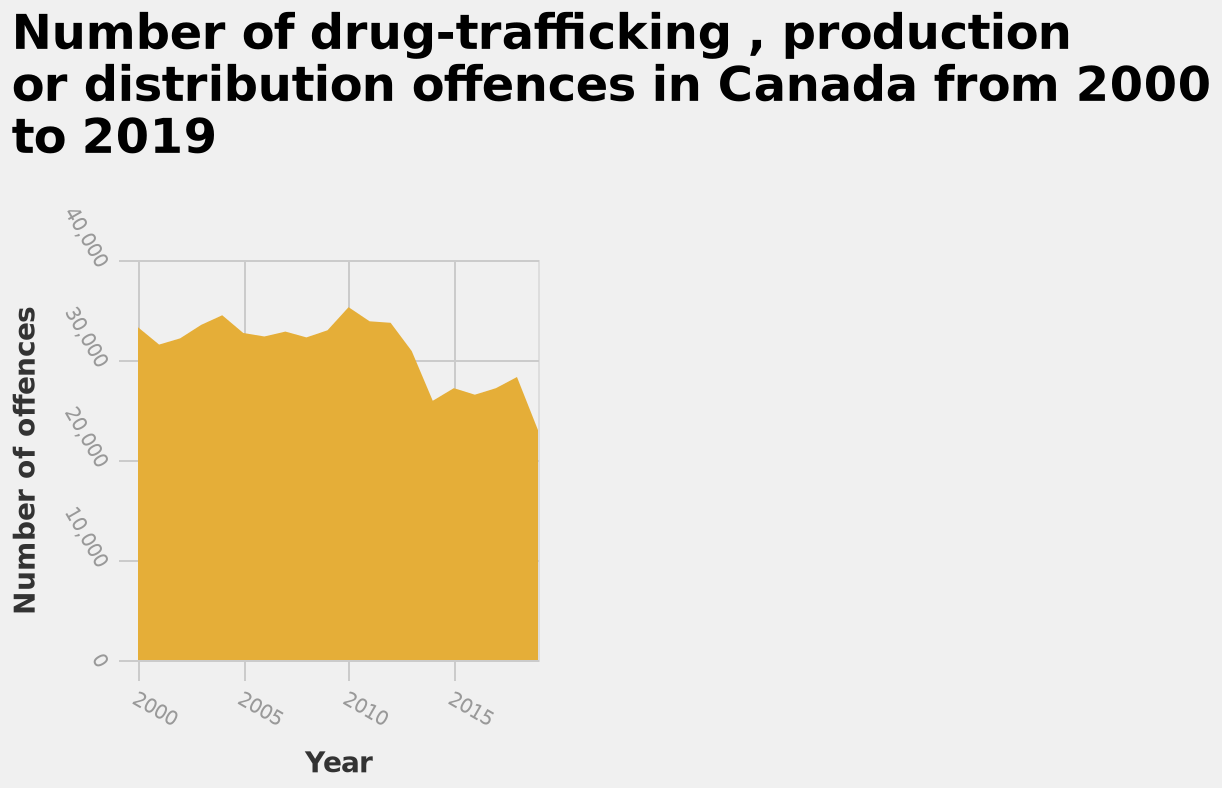 Number of drug-trafficking , production
or distribution offences in Canada from 2000
to 2019
40,000
30,000
20,000
10,000
0
Number of offences
2000
2005
2010
2015
Year